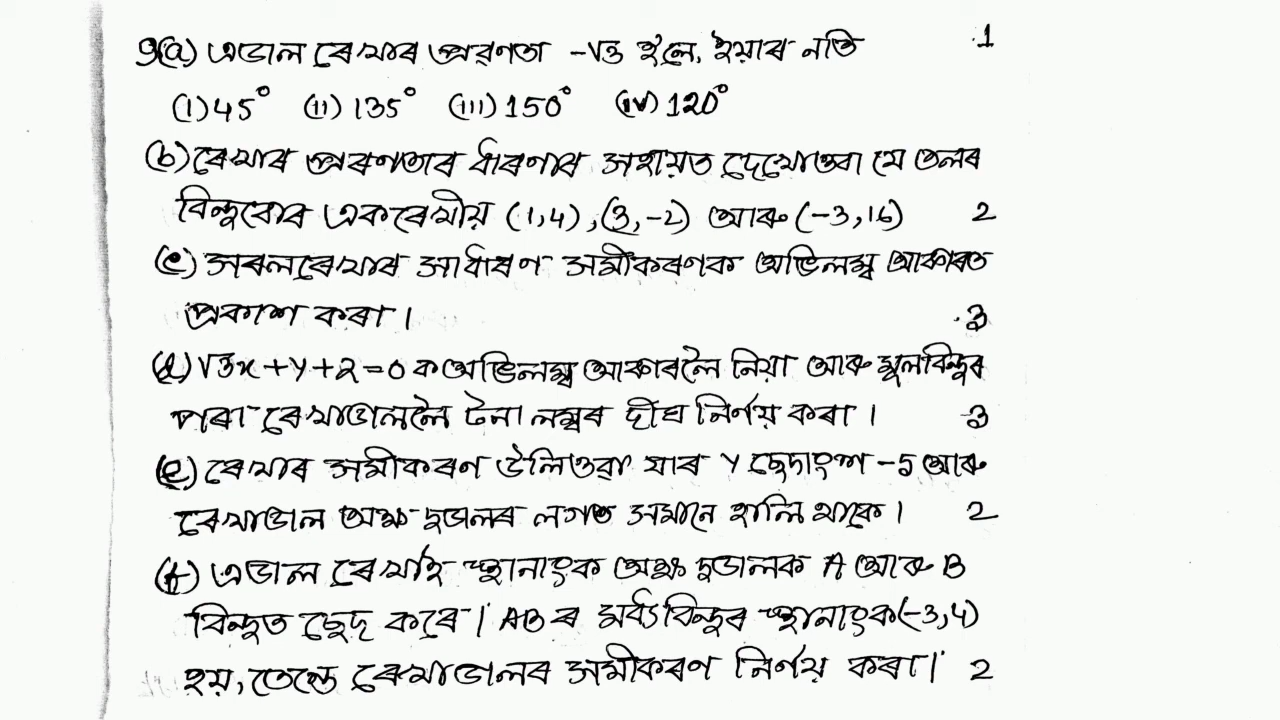 9(a) এডাল ৰেখাৰ প্ৰৱণতা -√3 হ'লে, ইয়াৰ নতি 1
(i) 45° (ii) 135° (iii) 150° (iv) 120°
(b) ৰেখাৰ প্ৰৱণতাৰ ধাৰণাৰ সহায়ত দেখোওৱা যে তলৰ
বিন্দুবোৰ একৰেখীয় (1,4), (3,-2) আৰু (-3,16) 2
(c) সৰলৰেখাৰ সাধাৰণ সমীকৰণক অভিলম্ব আকাৰত
প্ৰকাশ কৰা। 3
(d) √3x+y+2=0 ক অভিলম্ব আকাৰলৈ নিয়া আৰু মূলবিন্দুৰ
পৰা ৰেখাডাললৈ টনা লম্বৰ দীঘ নিৰ্ণয় কৰা। 3
(e) ৰেখাৰ সমীকৰণ উলিওৱা যাৰ y ছেদাংশ -5 আৰু
ৰেখাডাল অক্ষ দুডালৰ লগত সমানে হালি থাকে। 2
(f) এডাল ৰেখাই স্থানাংক অক্ষ দুডালক A আৰু B
বিন্দুত ছেদ কৰে। AB ৰ মধ্যবিন্দুৰ স্থানাংক (-3,4)
হয়, তেন্তে ৰেখাডালৰ সমীকৰণ নিৰ্ণয় কৰা। 2